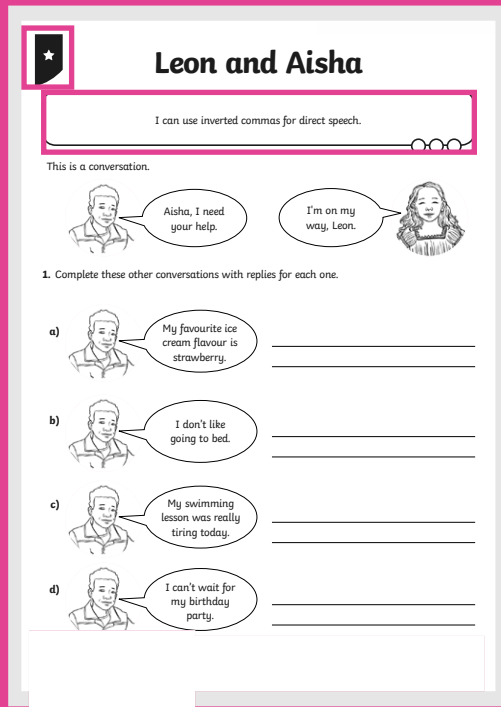 Leon and Aisha
I can use inverted commas for direct speech.
This is a conversation.
Aisha, I need
your help.
I'm on my
way, Leon.
1. Complete these other conversations with replies for each one.
a)
My favourite ice
cream flavour is
strawberry.
b)
I don't like
going to bed.
c)
My swimming
lesson was really
tiring today.
d)
I can't wait for
my birthday
party.